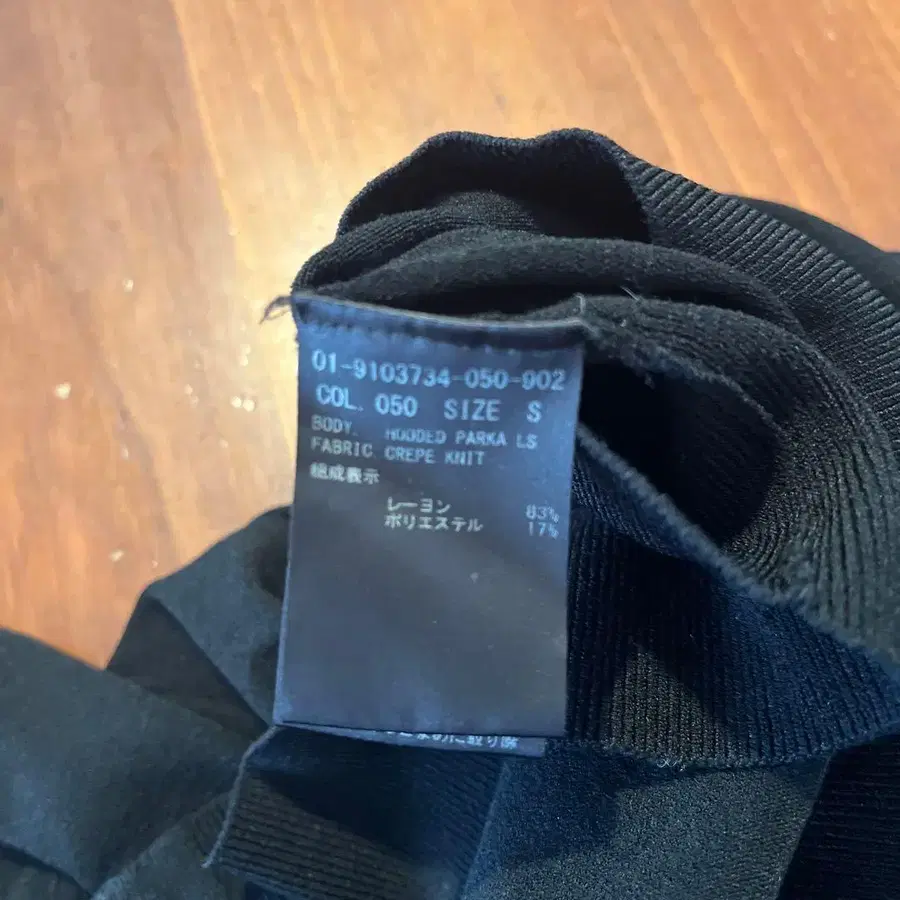 01-9103734-050-902
COL. 050 SIZE S
BODY. HOODED PARKA LS
FABRIC CREPE KNIT
組成表示
レーヨン 83%
ポリエステル 17%